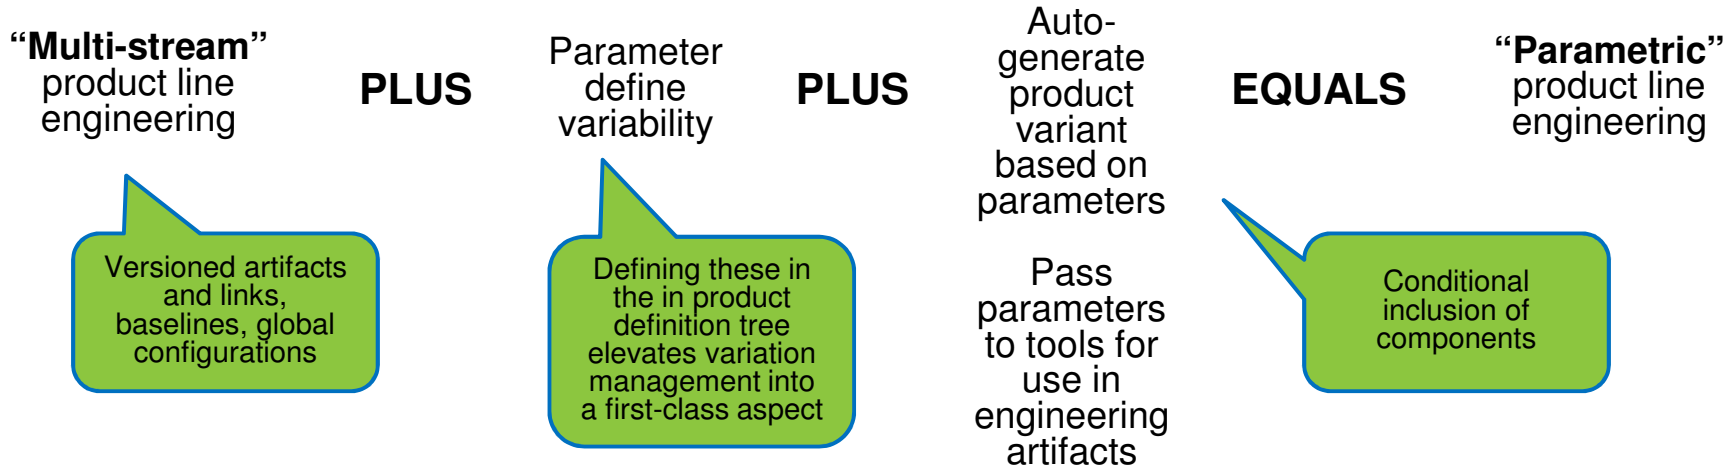 “Multi-stream”
product line
engineering
PLUS
Parameter
define
variability
PLUS
Auto-
generate
product
variant
based on
parameters
Pass
parameters
to tools for
use in
engineering
artifacts
EQUALS
“Parametric”
product line
engineering
Versioned artifacts
and links,
baselines, global
configurations
Defining these in
the in product
definition tree
elevates variation
management into
a first-class aspect
Conditional
inclusion of
components